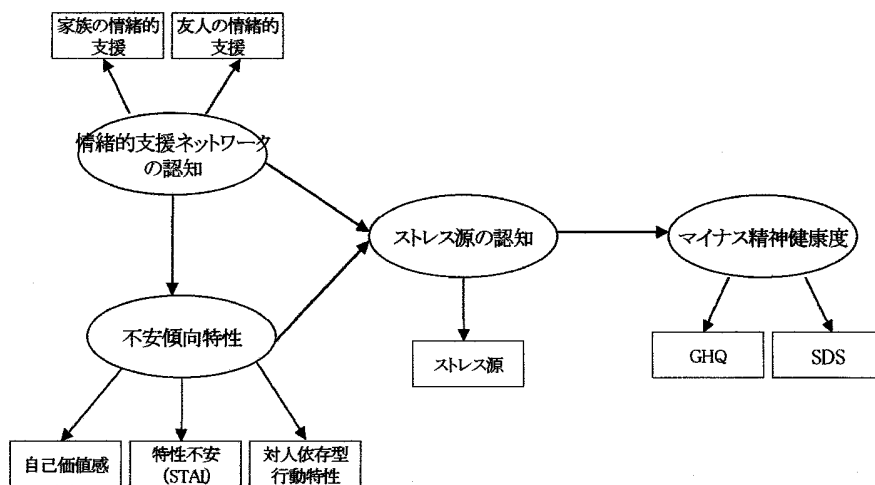 家族の情緒的
支援
友人の情緒的
支援
情緒的支援ネットワーク
の認知
ストレス源の認知
マイナス精神健康度
不安傾向特性
ストレス源
GHQ
SDS
自己価値感
特性不安
(STAI)
対人依存型
行動特性